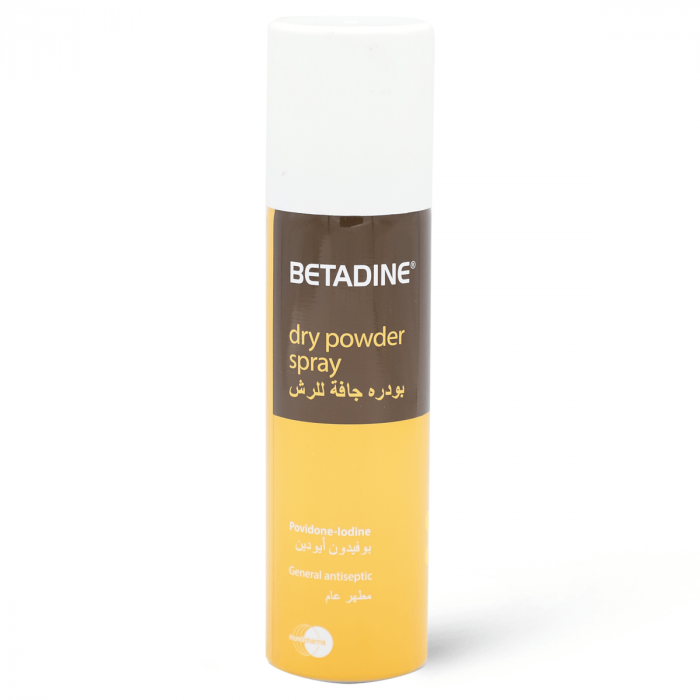 BETADINE®
dry powder
spray
بودره جافة للرش
Povidone-Iodine
بوفيدون أيودين
General antiseptic
مطهر عام